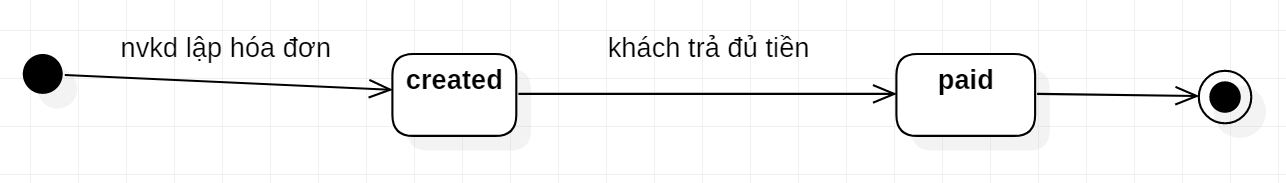 nvkd lập hóa đơn
khách trả đủ tiền
created
paid